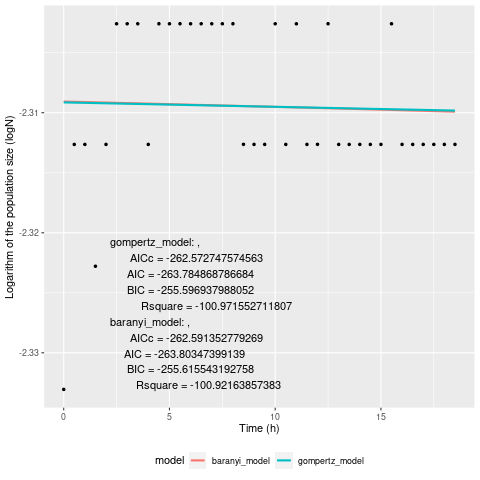 -2.31
-2.32
-2.33
Logarithm of the population size (logN)
gompertz_model: ,
AICc = -262.572747574563
AIC = -263.784868786684
BIC = -255.596937988052
Rsquare = -100.971552711807
baranyi_model: ,
AICc = -262.591352779269
AIC = -263.80347399139
BIC = -255.615543192758
Rsquare = -100.92163857383
0 5 10 15
Time (h)
model baranyi_model gompertz_model